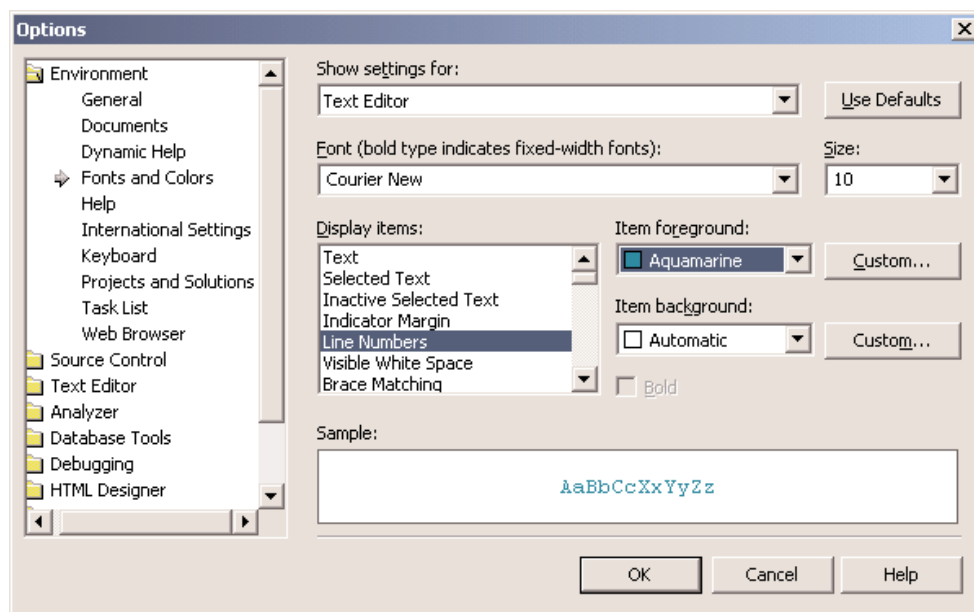 Options
Environment
General
Documents
Dynamic Help
Fonts and Colors
Help
International Settings
Keyboard
Projects and Solutions
Task List
Web Browser
Source Control
Text Editor
Analyzer
Database Tools
Debugging
HTML Designer
Show settings for:
Text Editor
Use Defaults
Font (bold type indicates fixed-width fonts):
Size:
Courier New
10
Display items:
Text
Selected Text
Inactive Selected Text
Indicator Margin
Line Numbers
Visible White Space
Brace Matching
Item foreground:
Aquamarine
Custom...
Item background:
Automatic
Custom...
Bold
Sample:
AaBbCcXxYyZz
OK
Cancel
Help